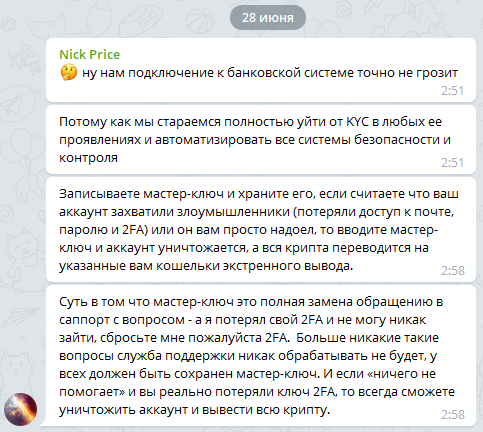 28 июня
Nick Price
🤔 ну нам подключение к банковской системе точно не грозит
2:51
Потому как мы стараемся полностью уйти от KYC в любых ее
проявлениях и автоматизировать все системы безопасности и
контроля
2:51
Записываете мастер-ключ и храните его, если считаете что ваш
аккаунт захватили злоумышленники (потеряли доступ к почте,
паролю и 2FA) или он вам просто надоел, то вводите мастер-
ключ и аккаунт уничтожается, а вся крипта переводится на
указанные вам кошельки экстренного вывода.
2:58
Суть в том что мастер-ключ это полная замена обращению в
саппорт с вопросом - а я потерял свой 2FA и не могу никак
зайти, сбросьте мне пожалуйста 2FA.  Больше никакие такие
вопросы служба поддержки никак обрабатывать не будет, у
всех должен быть сохранен мастер-ключ. И если «ничего не
помогает» и вы реально потеряли ключ 2FA, то всегда сможете
уничтожить аккаунт и вывести всю крипту.
2:58